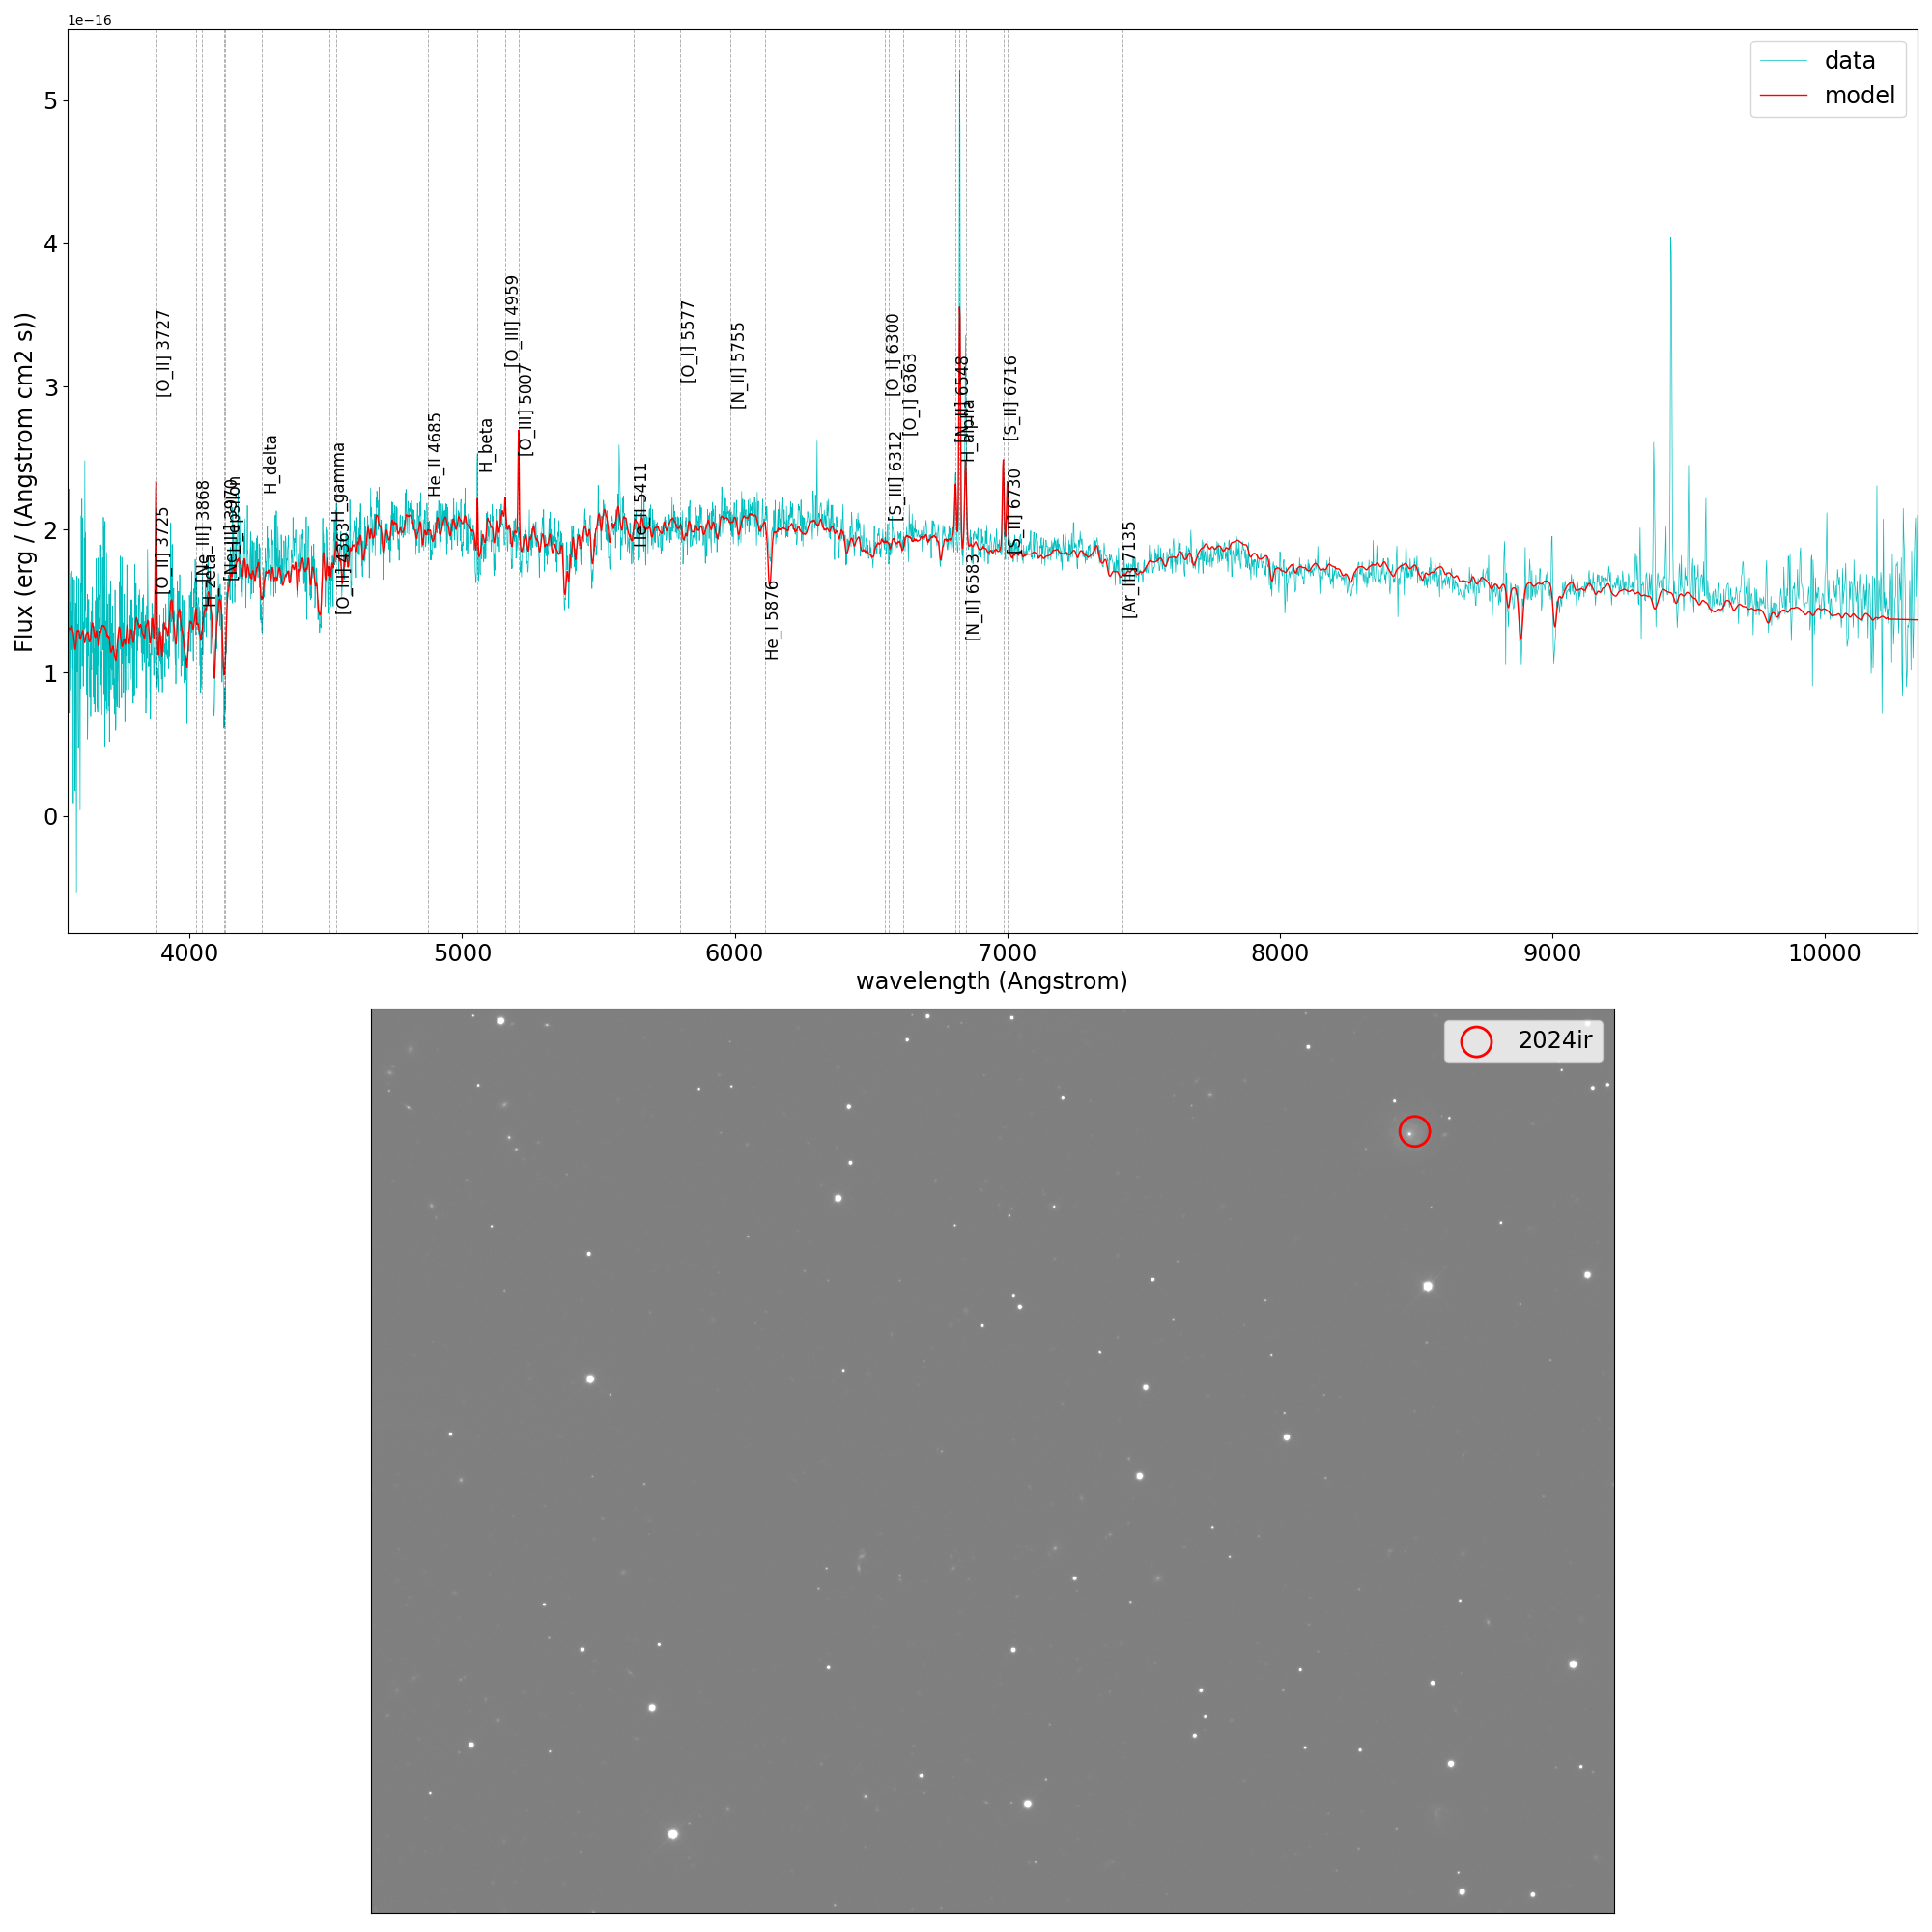 1e−16
data
model
5
4
3
2
1
0
Flux (erg / (Angstrom cm2 s))
[O_II] 3727
[O_II] 3725
[Ne_III] 3868
H_zeta
[Ne_III] 3970
H_epsilon
H_delta
H_gamma
[O_III] 4363
He_II 4685
H_beta
[O_III] 4959
[O_III] 5007
He_II 5411
[O_I] 5577
[N_II] 5755
He_I 5876
[O_I] 6300
[S_III] 6312
[O_I] 6363
[N_II] 6548
H_alpha
[N_II] 6583
[S_II] 6716
[S_II] 6730
[Ar_III] 7135
4000 5000 6000 7000 8000 9000 10000
wavelength (Angstrom)
2024ir